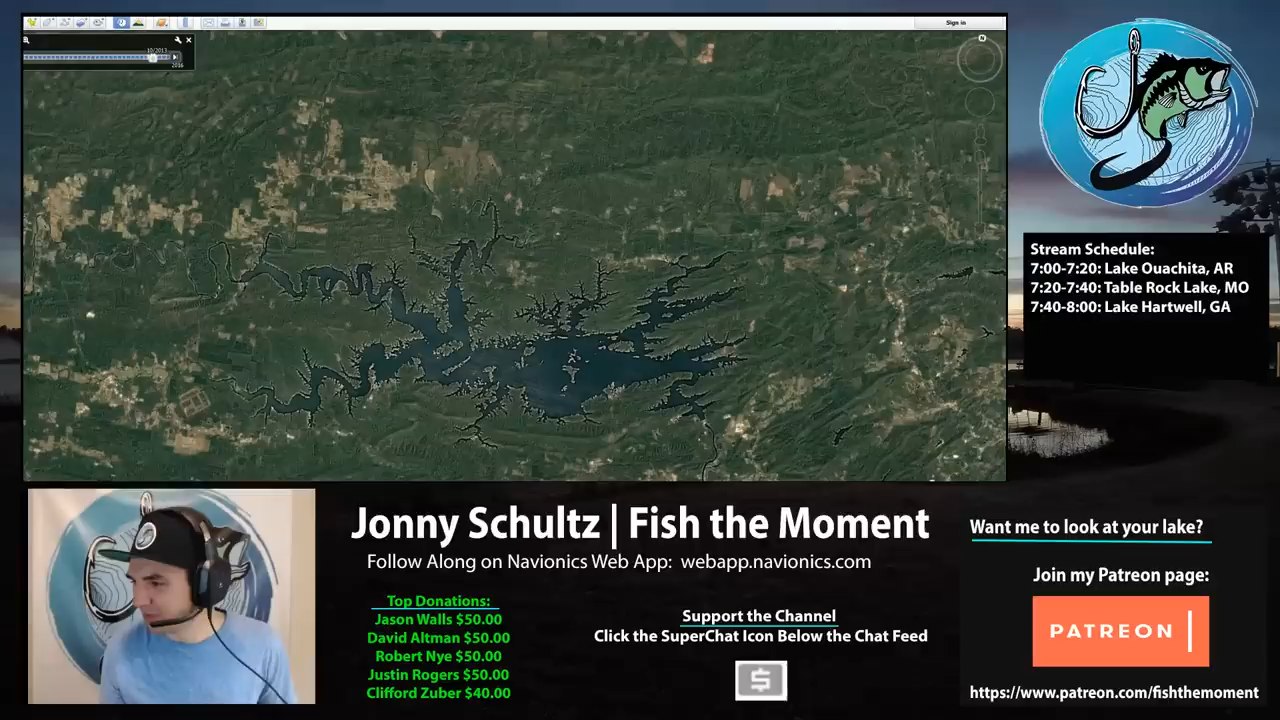 Sign in
10/2013
2016
N
Stream Schedule:
7:00-7:20: Lake Ouachita, AR
7:20-7:40: Table Rock Lake, MO
7:40-8:00: Lake Hartwell, GA
Jonny Schultz | Fish the Moment
Follow Along on Navionics Web App: webapp.navionics.com
Top Donations:
Jason Walls $50.00
David Altman $50.00
Robert Nye $50.00
Justin Rogers $50.00
Clifford Zuber $40.00
Support the Channel
Click the SuperChat Icon Below the Chat Feed
$
Want me to look at your lake?
Join my Patreon page:
PATREON
https://www.patreon.com/fishthemoment